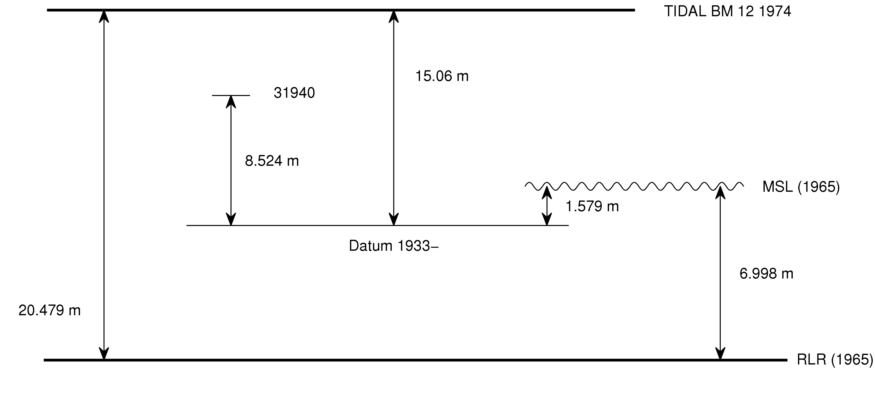 TIDAL BM 12 1974
15.06 m
31940
8.524 m
MSL (1965)
1.579 m
Datum 1933–
6.998 m
20.479 m
RLR (1965)